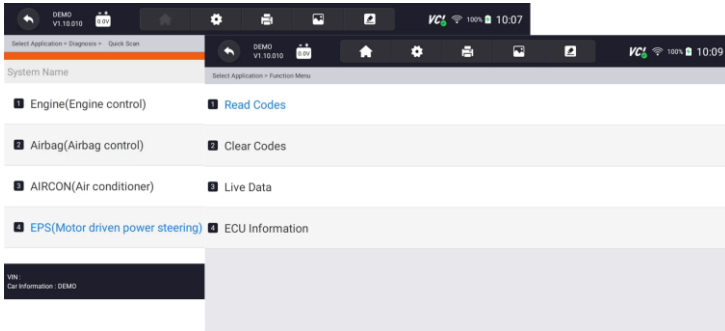 DEMO
V1.10.010
0.0V
VC! 100% 10:07
Select Application > Diagnosis > Quick Scan
System Name
1 Engine(Engine control)
2 Airbag(Airbag control)
3 AIRCON(Air conditioner)
4 EPS(Motor driven power steering)
VIN :
Car Information : DEMO
DEMO
V1.10.010
0.0V
VC! 100% 10:09
Select Application > Function Menu
1 Read Codes
2 Clear Codes
3 Live Data
4 ECU Information